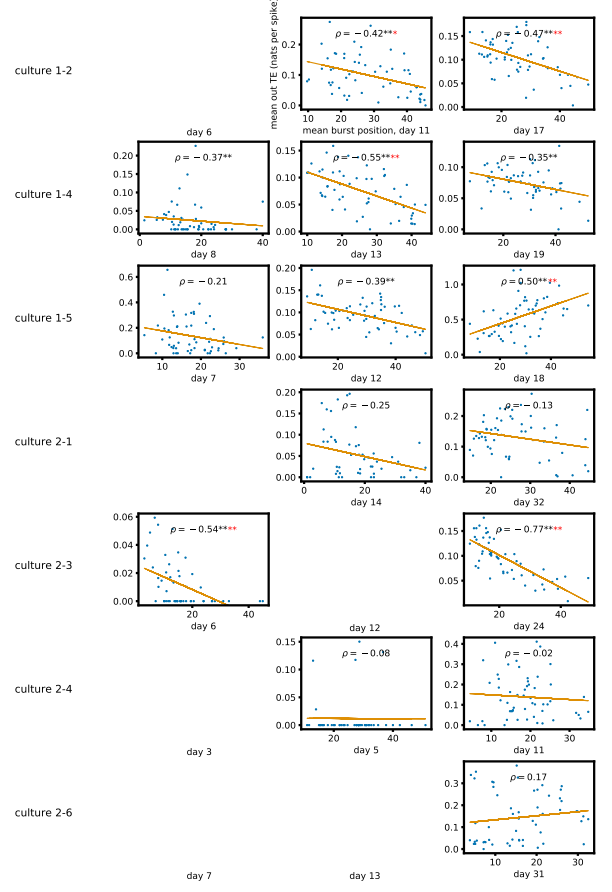 culture 1-2
day 6
mean out TE (nats per spike)
0.2
0.1
0.0
ρ = −0.42***
10 20 30 40
mean burst position, day 11
0.2
0.1
0.0
ρ = −0.47****
20 40
day 17
culture 1-4
0.20
0.15
0.10
0.05
0.00
ρ = −0.37**
0 20 40
day 8
0.15
0.10
0.05
0.00
ρ = −0.55****
10 20 30 40
day 13
0.10
0.05
0.00
ρ = −0.35**
20 40
day 19
culture 1-5
0.6
0.4
0.2
0.0
ρ = −0.21
10 20 30
day 7
0.20
0.15
0.10
0.05
0.00
ρ = −0.39**
20 40
day 12
1.0
0.5
0.0
ρ = 0.50****
20 40
day 18
culture 2-1
0.20
0.15
0.10
0.05
0.00
ρ = −0.25
0 20 40
day 14
0.2
0.1
0.0
ρ = −0.13
20 30 40
day 32
culture 2-3
0.06
0.04
0.02
0.00
ρ = −0.54****
20 40
day 6
day 12
0.15
0.10
0.05
ρ = −0.77****
20 40
day 24
culture 2-4
day 3
0.15
0.10
0.05
0.00
ρ = −0.08
20 40
day 5
0.4
0.3
0.2
0.1
0.0
ρ = −0.02
10 20 30
day 11
culture 2-6
day 7
day 13
0.3
0.2
0.1
0.0
ρ = 0.17
10 20 30
day 31